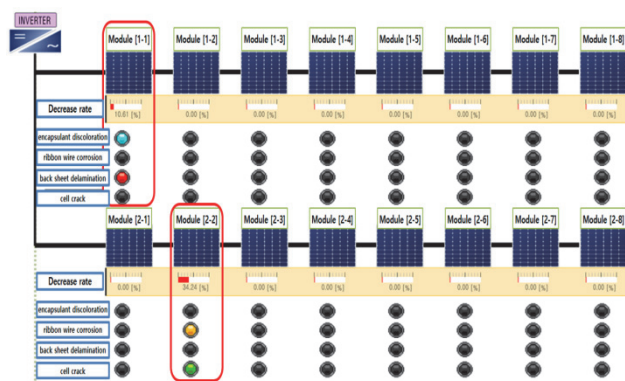 INVERTER
Module [1-1] Module [1-2] Module [1-3] Module [1-4] Module [1-5] Module [1-6] Module [1-7] Module [1-8]
Decrease rate
10.61 [%] 0.00 [%] 0.00 [%] 0.00 [%] 0.00 [%] 0.00 [%] 0.00 [%] 0.00 [%]
encapsulant discoloration
ribbon wire corrosion
back sheet delamination
cell crack
Module [2-1] Module [2-2] Module [2-3] Module [2-4] Module [2-5] Module [2-6] Module [2-7] Module [2-8]
Decrease rate
0.00 [%] 34.24 [%] 0.00 [%] 0.00 [%] 0.00 [%] 0.00 [%] 0.00 [%] 0.00 [%]
encapsulant discoloration
ribbon wire corrosion
back sheet delamination
cell crack